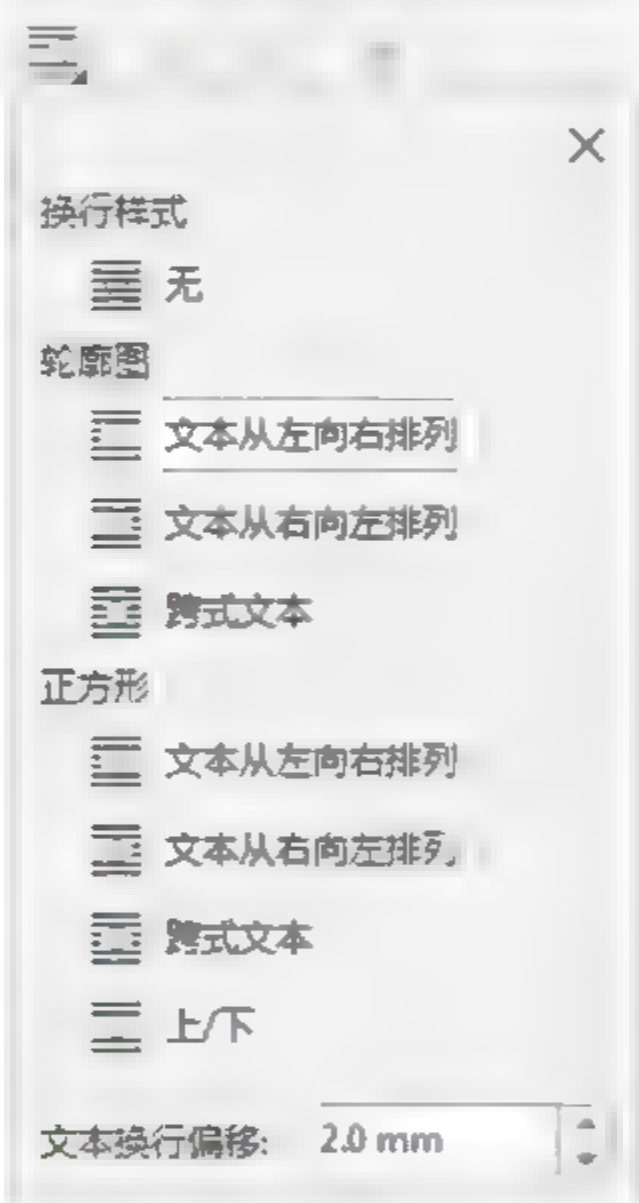 换行样式
无
轮廓图
文本从左向右排列
文本从右向左排列
跨式文本
正方形
文本从左向右排列
文本从右向左排列
跨式文本
上/下
文本换行偏移: 2.0 mm